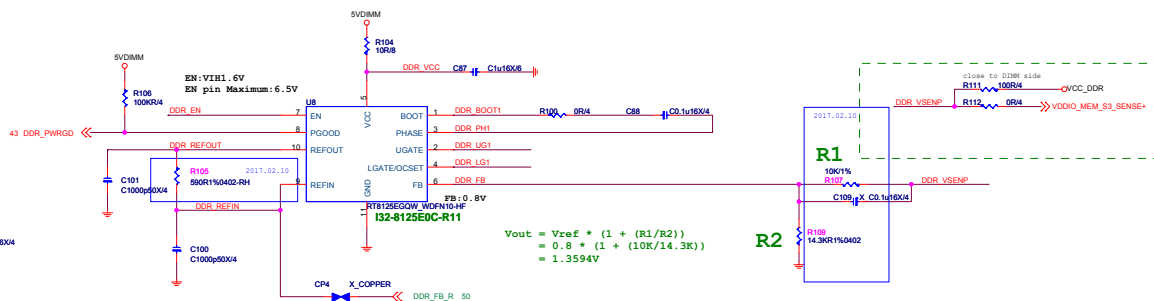 5VDIMM
R104
10R/8
DDR_VCC
C87
C1u16X/6
5VDIMM
EN:VIH1.6V
EN pin Maximum:6.5V
R106
100KR/4
U8
5
VCC
DDR_EN
7
EN
BOOT
1
DDR_BOOT1
R100
0R/4
C88
C0.1u16X/4
43 DDR_PWRGD
8
PGOOD
PHASE
3
DDR_PH1
DDR_REFOUT
10
REFOUT
UGATE
2
DDR_UG1
LGATE/OCSET
4
DDR_LG1
C101
C1000p50X/4
R105
590R1%0402-RH
2017.02.10
9
REFIN
FB
6
DDR_FB
GND
11
FB:0.8V
RT8125EGQW_WDFN10-HF
I32-8125E0C-R11
DDR_REFIN
C100
C1000p50X/4
CP4
X_COPPER
DDR_FB_R 50
Vout = Vref * (1 + (R1/R2))
= 0.8 * (1 + (10K/14.3K))
= 1.3594V
close to DIMM side
R111
100R/4
VCC_DDR
DDR_VSENP
R112
0R/4
VDDIO_MEM_S3_SENSE+
2017.02.10
R1
10K/1%
R107
DDR_VSENP
C109
X_C0.1u16X/4
R2
R109
14.3KR1%0402
6X/4